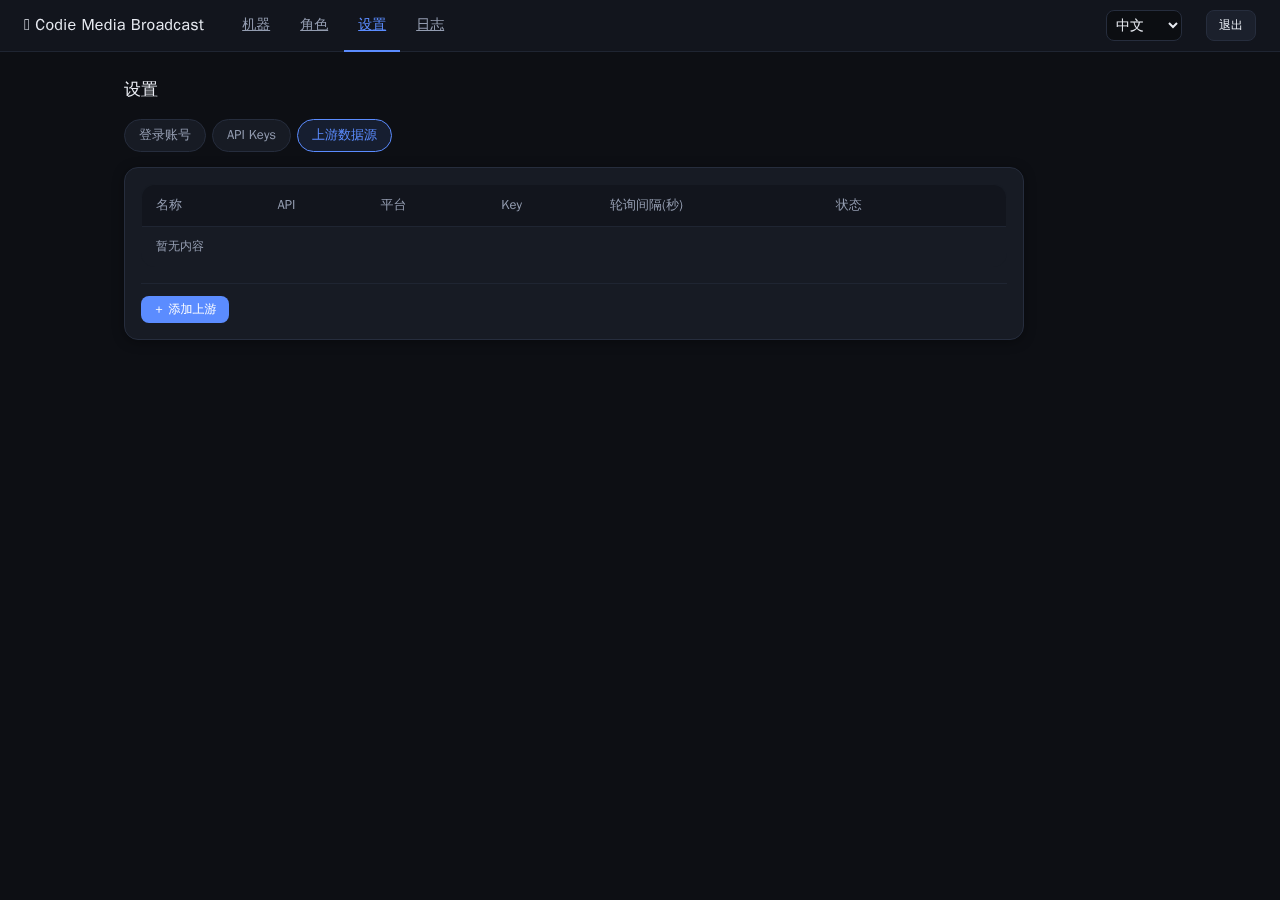 Codie Media Broadcast 机器 角色 设置 日志 中文 退出
设置
登录账号 API Keys 上游数据源
名称 API 平台 Key 轮询间隔(秒) 状态
暂无内容
+ 添加上游